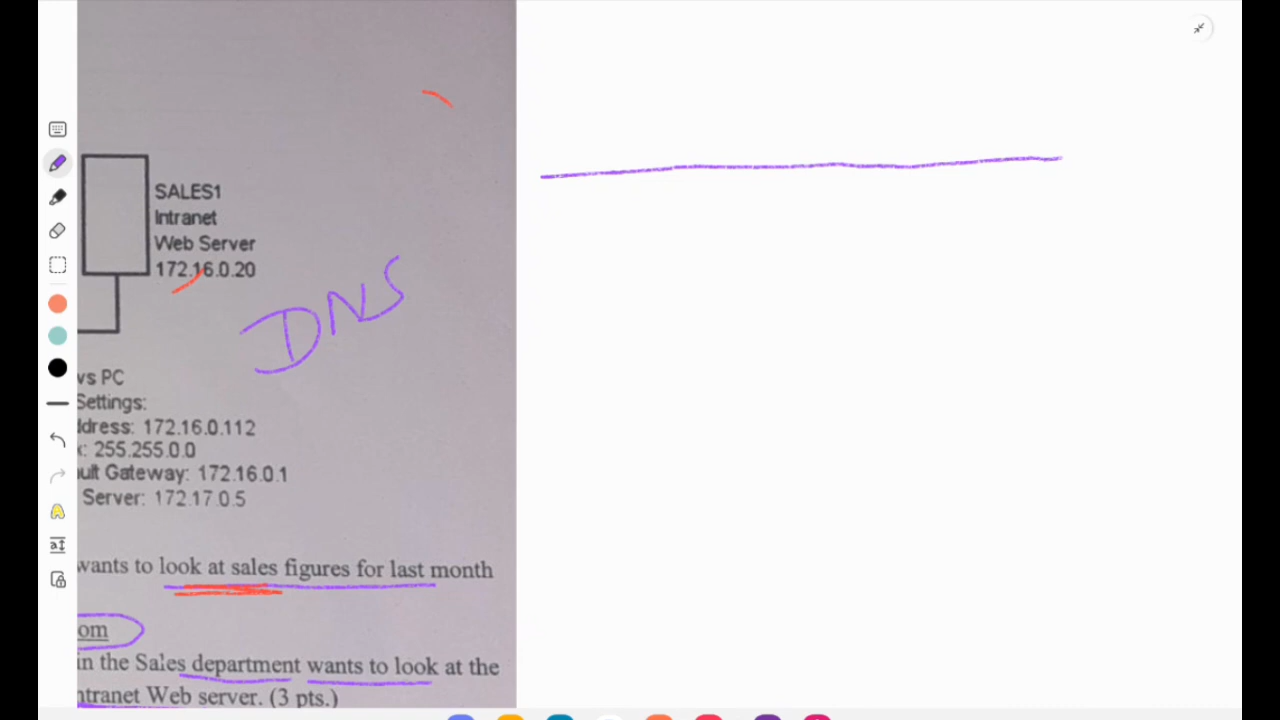 SALES1
Intranet
Web Server
172.16.0.20
DNS
vs PC
Settings:
ddress: 172.16.0.112
k: 255.255.0.0
ult Gateway: 172.16.0.1
Server: 172.17.0.5
wants to look at sales figures for last month
om
in the Sales department wants to look at the
ntranet Web server. (3 pts.)